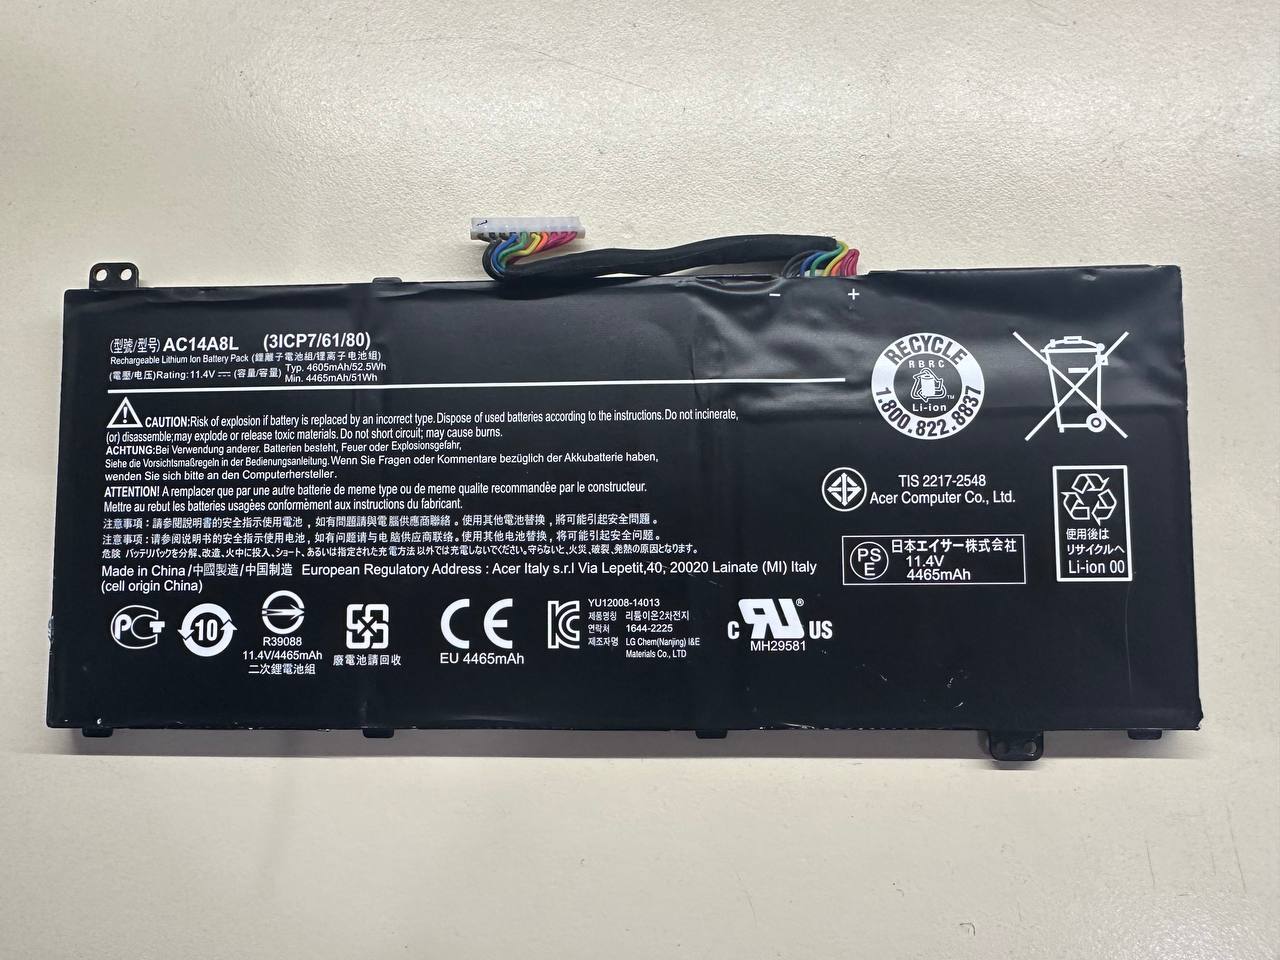 − +
(型號/型号) AC14A8L (3ICP7/61/80)
Rechargeable Lithium Ion Battery Pack (鋰離子電池組/锂离子电池组)
(電壓/电压)Rating:11.4V ⎓ (容量/容量) Typ. 4605mAh/52.5Wh
Min. 4465mAh/51Wh
CAUTION:Risk of explosion if battery is replaced by an incorrect type. Dispose of used batteries according to the instructions.Do not incinerate,
(or) disassemble;may explode or release toxic materials. Do not short circuit; may cause burns.
ACHTUNG:Bei Verwendung anderer. Batterien besteht, Feuer oder Explosionsgefahr,
Siehe die Vorsichtsmaßregeln in der Bedienungsanleitung. Wenn Sie Fragen oder Kommentare bezüglich der Akkubatterie haben,
wenden Sie sich bitte an den Computerhersteller.
ATTENTION! A remplacer que par une autre batterie de meme type ou de meme qualite recommandée par le constructeur.
Mettre au rebut les batteries usagées conformément aux instructions du fabricant.
注意事項：請參閱說明書的安全指示使用電池，如有問題請與電腦供應商聯絡。使用其他電池替換，將可能引起安全問題。
注意事项：请参阅说明书的安全指示使用电池，如有问题请与电脑供应商联络。使用其他电池替换，将可能引起安全问题。
危険 バッテリパックを分解、改造、火中に投入、ショート、あるいは指定された充電方法以外では充電しないでください。守らないと、火災、破裂、発熱の原因となります。
Made in China /中國製造/中国制造 European Regulatory Address : Acer Italy s.r.l Via Lepetit,40, 20020 Lainate (MI) Italy
(cell origin China)
RECYCLE
RBRC
Li-ion
TM
1.800.822.8837
TIS 2217-2548
Acer Computer Co., Ltd.
PS
E
日本エイサー株式会社
11.4V
4465mAh
使用後は
リサイクルへ
Li-ion 00
PCT
10
R39088
11.4V/4465mAh
二次鋰電池組
廢電池請回收
CE
EU 4465mAh
KC
YU12008-14013
제품명칭 리튬이온2차전지
연락처 1644-2225
제조자명 LG Chem(Nanjing) I&E
Materials Co., LTD
c RU ® US
MH29581